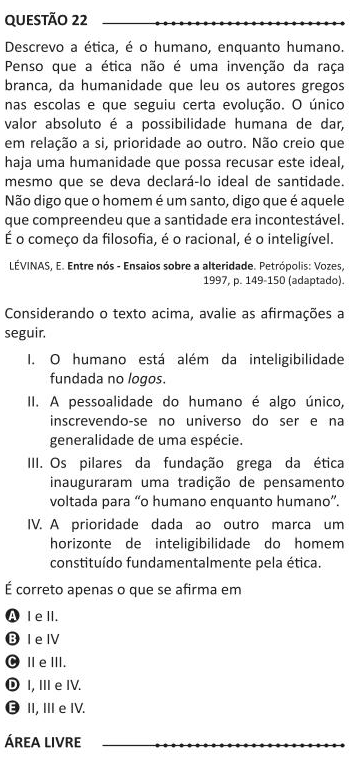 QUESTÃO 22
Descrevo a ética, é o humano, enquanto humano.
Penso que a ética não é uma invenção da raça
branca, da humanidade que leu os autores gregos
nas escolas e que seguiu certa evolução. O único
valor absoluto é a possibilidade humana de dar,
em relação a si, prioridade ao outro. Não creio que
haja uma humanidade que possa recusar este ideal,
mesmo que se deva declará-lo ideal de santidade.
Não digo que o homem é um santo, digo que é aquele
que compreendeu que a santidade era incontestável.
É o começo da filosofia, é o racional, é o inteligível.
LÉVINAS, E. Entre nós - Ensaios sobre a alteridade. Petrópolis: Vozes,
1997, p. 149-150 (adaptado).
Considerando o texto acima, avalie as afirmações a
seguir.
I. O humano está além da inteligibilidade
fundada no logos.
II. A pessoalidade do humano é algo único,
inscrevendo-se no universo do ser e na
generalidade de uma espécie.
III. Os pilares da fundação grega da ética
inauguraram uma tradição de pensamento
voltada para “o humano enquanto humano”.
IV. A prioridade dada ao outro marca um
horizonte de inteligibilidade do homem
constituído fundamentalmente pela ética.
É correto apenas o que se afirma em
A I e II.
B I e IV
C II e III.
D I, III e IV.
E II, III e IV.
ÁREA LIVRE